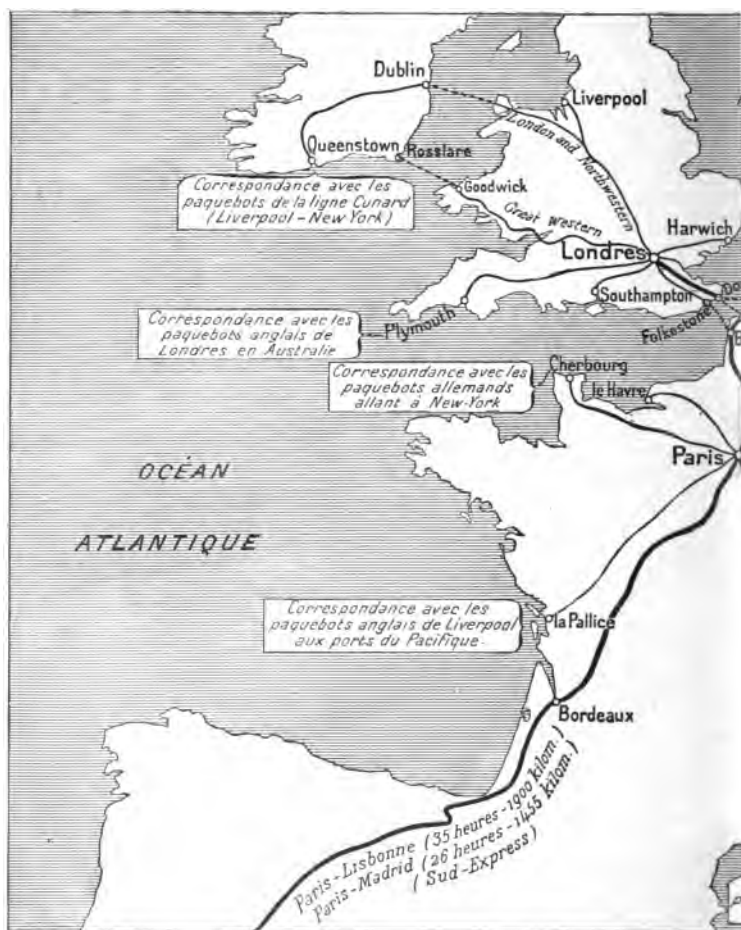 Dublin
Liverpool
London and Northwestern
Queenstown
Rosslare
Goodwick
Correspondance avec les
paquebots de la ligne Cunard
(Liverpool-New York)
Great western
Harwich
Londres
Southampton
Do
Folkestone
Plymouth
Correspondance avec les
paquebots anglais de
Londres en Australie
B
Cherbourg
Correspondance avec les
paquebots allemands
allant à New-York
le Havre
Paris
OCÉAN
ATLANTIQUE
Correspondance avec les
paquebots anglais de Liverpool
aux ports du Pacifique.
la Pallice
Bordeaux
Paris-Lisbonne (35 heures-1900 kilom.)
Paris-Madrid (26 heures-1455 kilom.)
(Sud-Express)